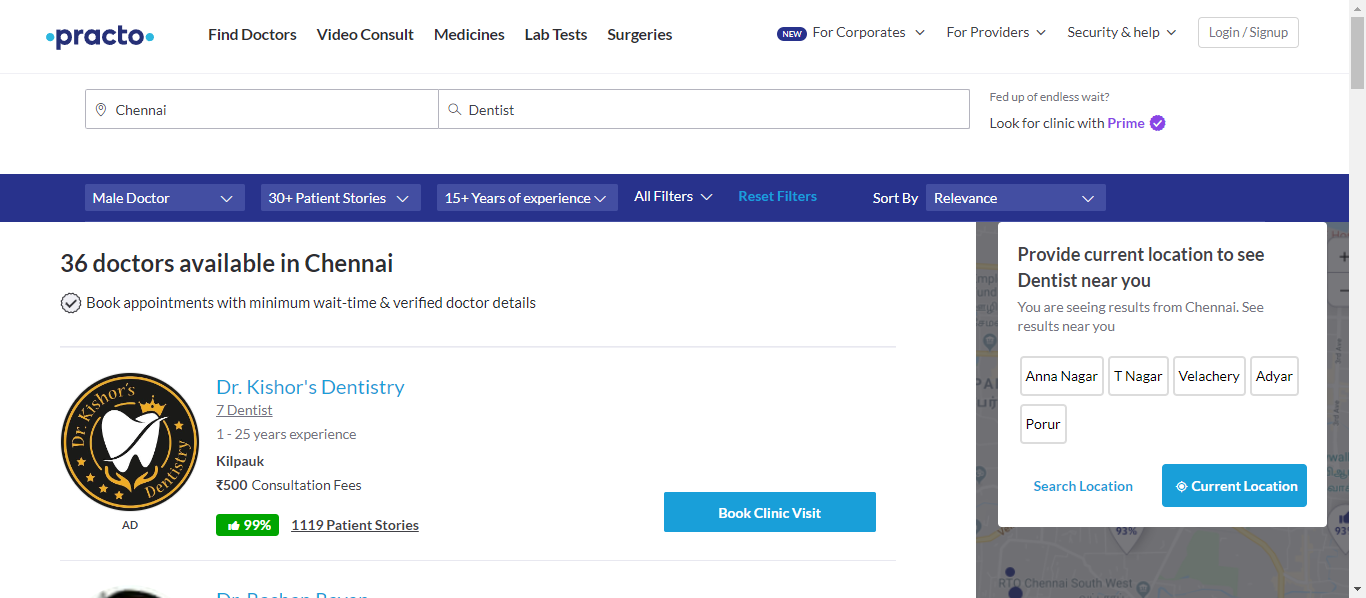 practo
Find Doctors Video Consult Medicines Lab Tests Surgeries
NEW For Corporates For Providers Security & help Login / Signup
Chennai Dentist
Fed up of endless wait?
Look for clinic with Prime
Male Doctor 30+ Patient Stories 15+ Years of experience All Filters Reset Filters Sort By Relevance
36 doctors available in Chennai
Book appointments with minimum wait-time & verified doctor details
Dr. Kishor's
Dentistry
AD
Dr. Kishor's Dentistry
7 Dentist
1 - 25 years experience
Kilpauk
₹500 Consultation Fees
99% 1119 Patient Stories
Book Clinic Visit
Provide current location to see
Dentist near you
You are seeing results from Chennai. See
results near you
Anna Nagar T Nagar Velachery Adyar
Porur
Search Location Current Location
3rd Ave
93%
93
RTO Chennai South West